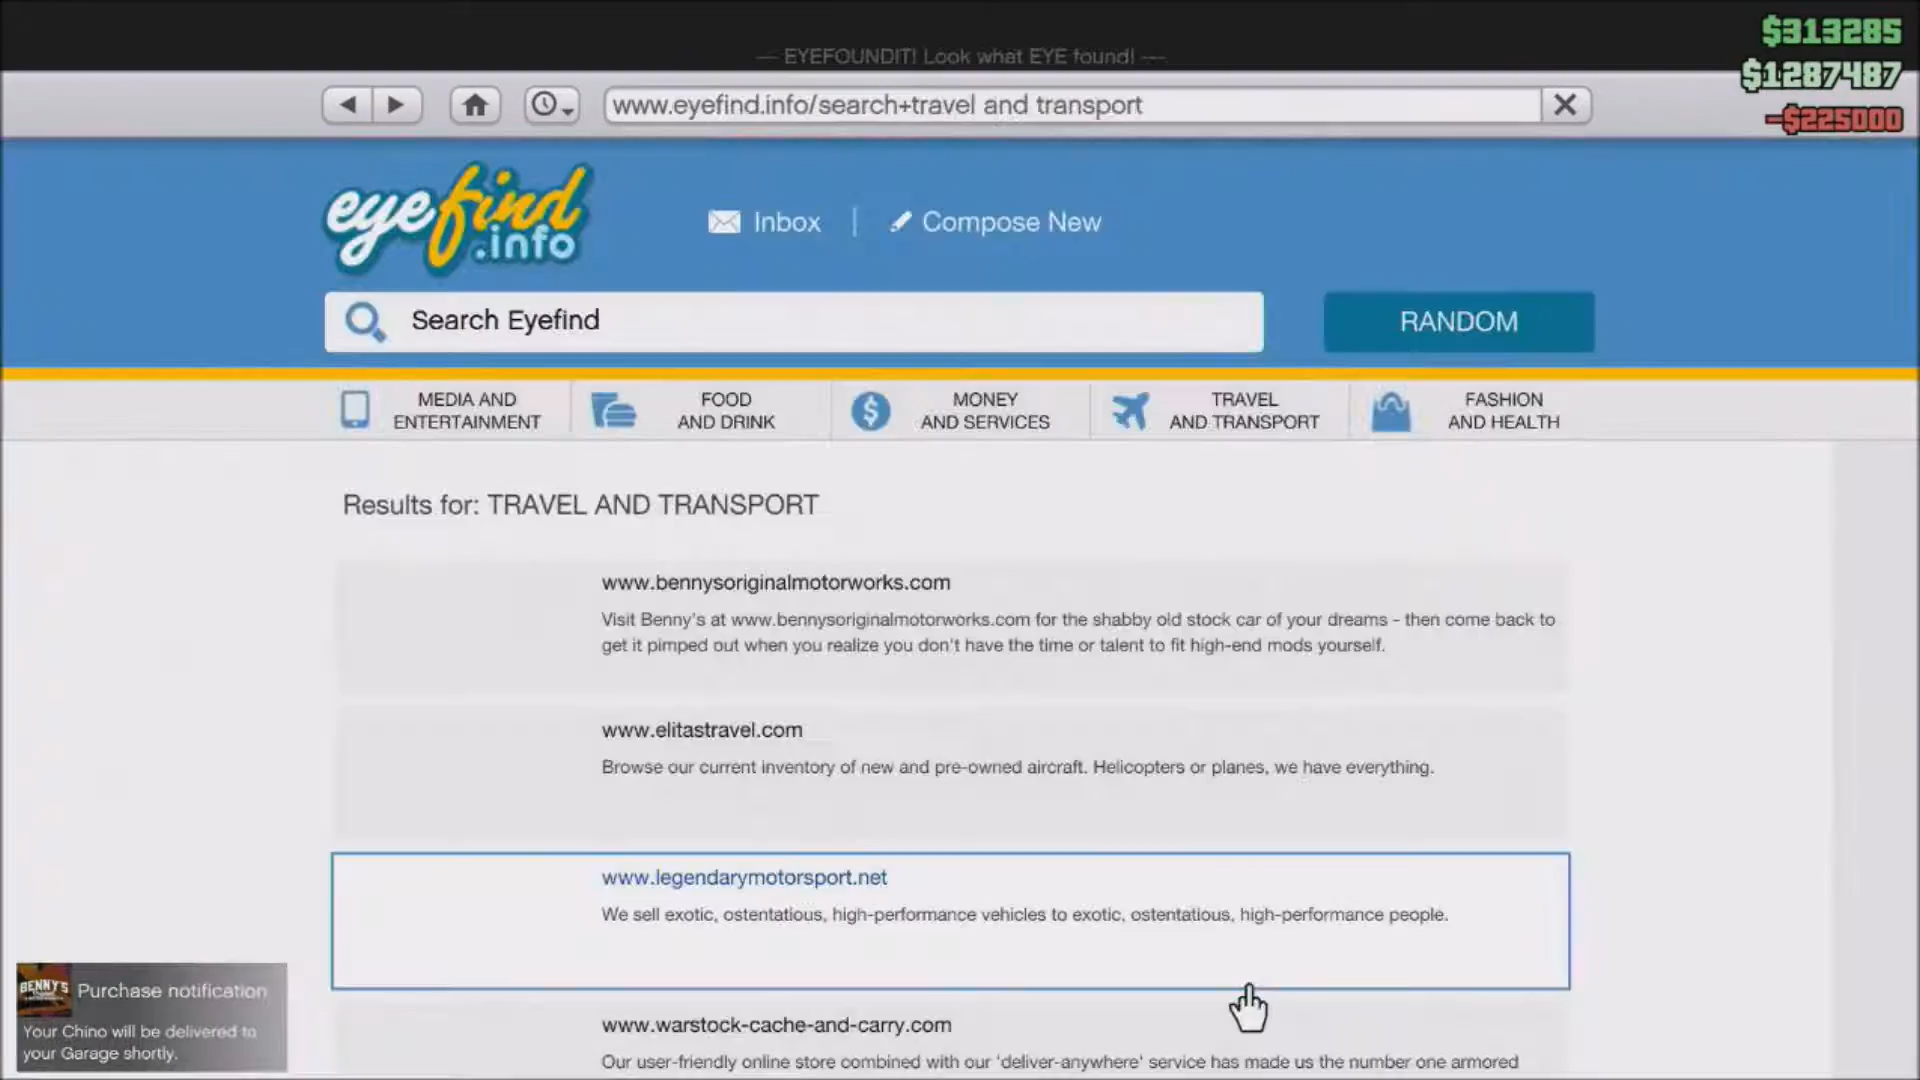 $313285
— EYEFOUNDIT! Look what EYE found! —
$1287487
www.eyefind.info/search+travel and transport
-$225000
eyefind
.info
Inbox | Compose New
Search Eyefind
RANDOM
MEDIA AND
ENTERTAINMENT
FOOD
AND DRINK
MONEY
AND SERVICES
TRAVEL
AND TRANSPORT
FASHION
AND HEALTH
Results for: TRAVEL AND TRANSPORT
www.bennysoriginalmotorworks.com
Visit Benny's at www.bennysoriginalmotorworks.com for the shabby old stock car of your dreams - then come back to
get it pimped out when you realize you don't have the time or talent to fit high-end mods yourself.
www.elitastravel.com
Browse our current inventory of new and pre-owned aircraft. Helicopters or planes, we have everything.
www.legendarymotorsport.net
We sell exotic, ostentatious, high-performance vehicles to exotic, ostentatious, high-performance people.
BENNY'S
Purchase notification
Your Chino will be delivered to
your Garage shortly.
www.warstock-cache-and-carry.com
Our user-friendly online store combined with our 'deliver-anywhere' service has made us the number one armored